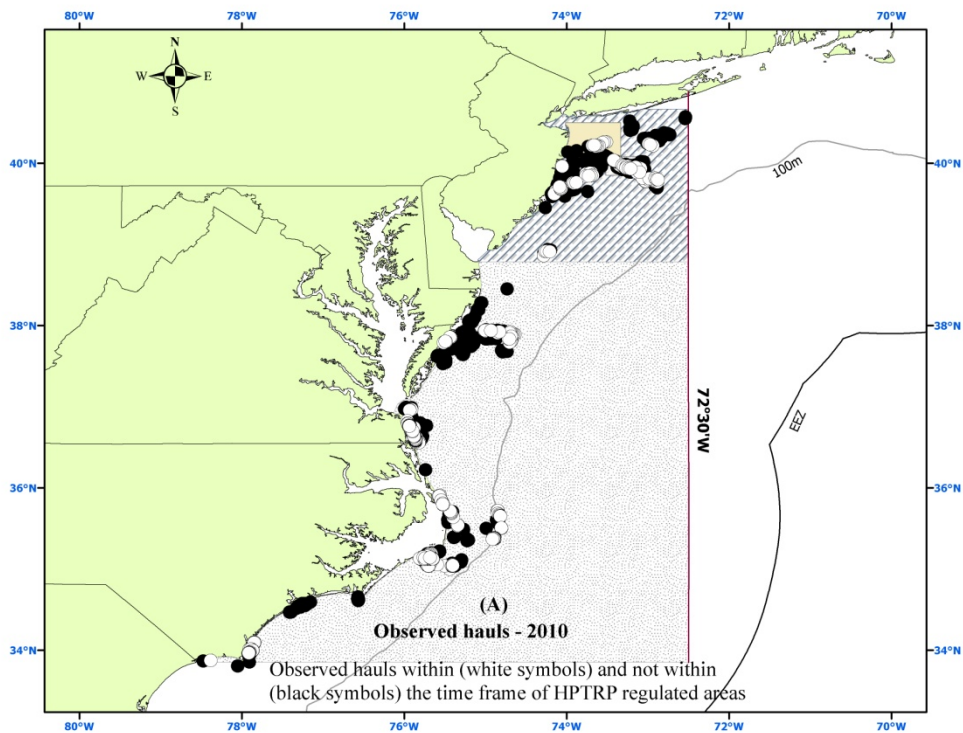 80°W 78°W 76°W 74°W 72°W 70°W
N
W E
S
40°N 40°N
100m
38°N 38°N
72°30'W
EEZ
36°N 36°N
(A)
Observed hauls - 2010
34°N 34°N
Observed hauls within (white symbols) and not within
(black symbols) the time frame of HPTRP regulated areas
80°W 78°W 76°W 74°W 72°W 70°W